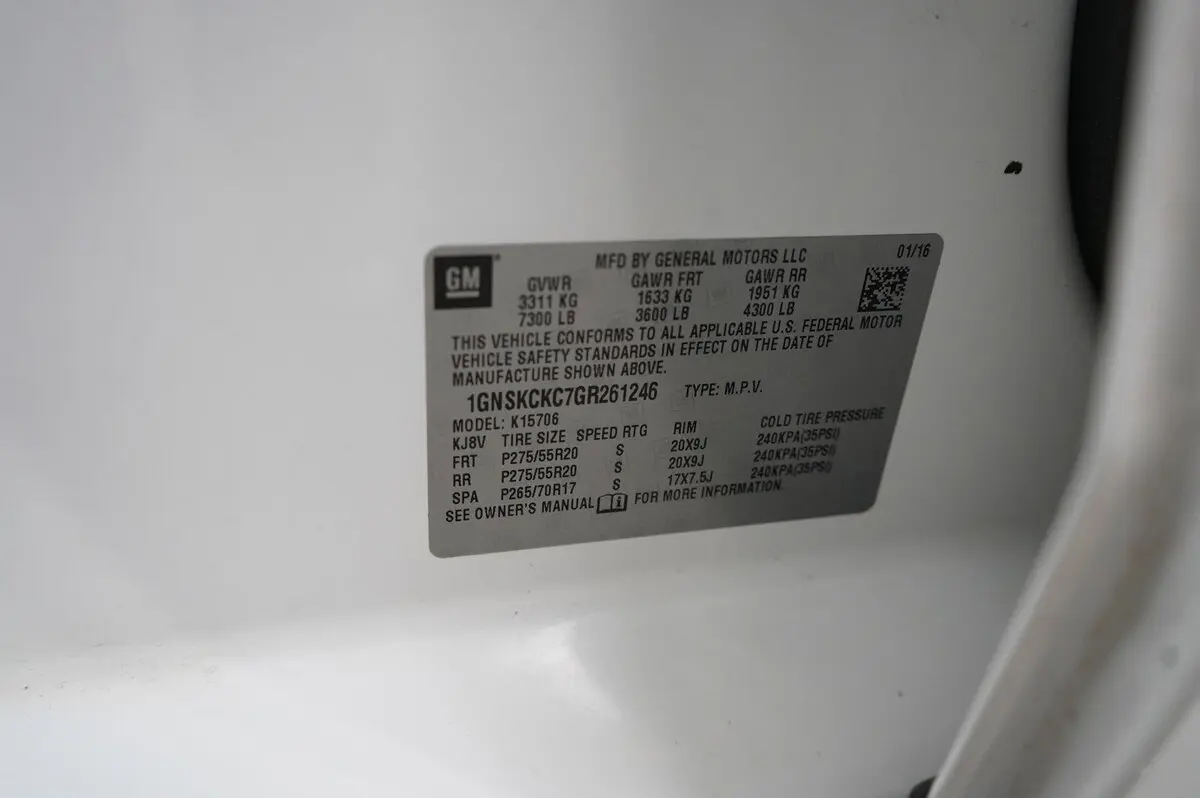 GM
MFD BY GENERAL MOTORS LLC 01/16
GVWR GAWR FRT GAWR RR
3311 KG 1633 KG 1951 KG
7300 LB 3600 LB 4300 LB
THIS VEHICLE CONFORMS TO ALL APPLICABLE U.S. FEDERAL MOTOR
VEHICLE SAFETY STANDARDS IN EFFECT ON THE DATE OF
MANUFACTURE SHOWN ABOVE.
1GNSKCKC7GR261246 TYPE: M.P.V.
MODEL: K15706
KJ8V TIRE SIZE SPEED RTG RIM COLD TIRE PRESSURE
FRT P275/55R20 S 20X9J 240KPA(35PSI)
RR P275/55R20 S 20X9J 240KPA(35PSI)
SPA P265/70R17 S 17X7.5J 240KPA(35PSI)
SEE OWNER'S MANUAL FOR MORE INFORMATION.